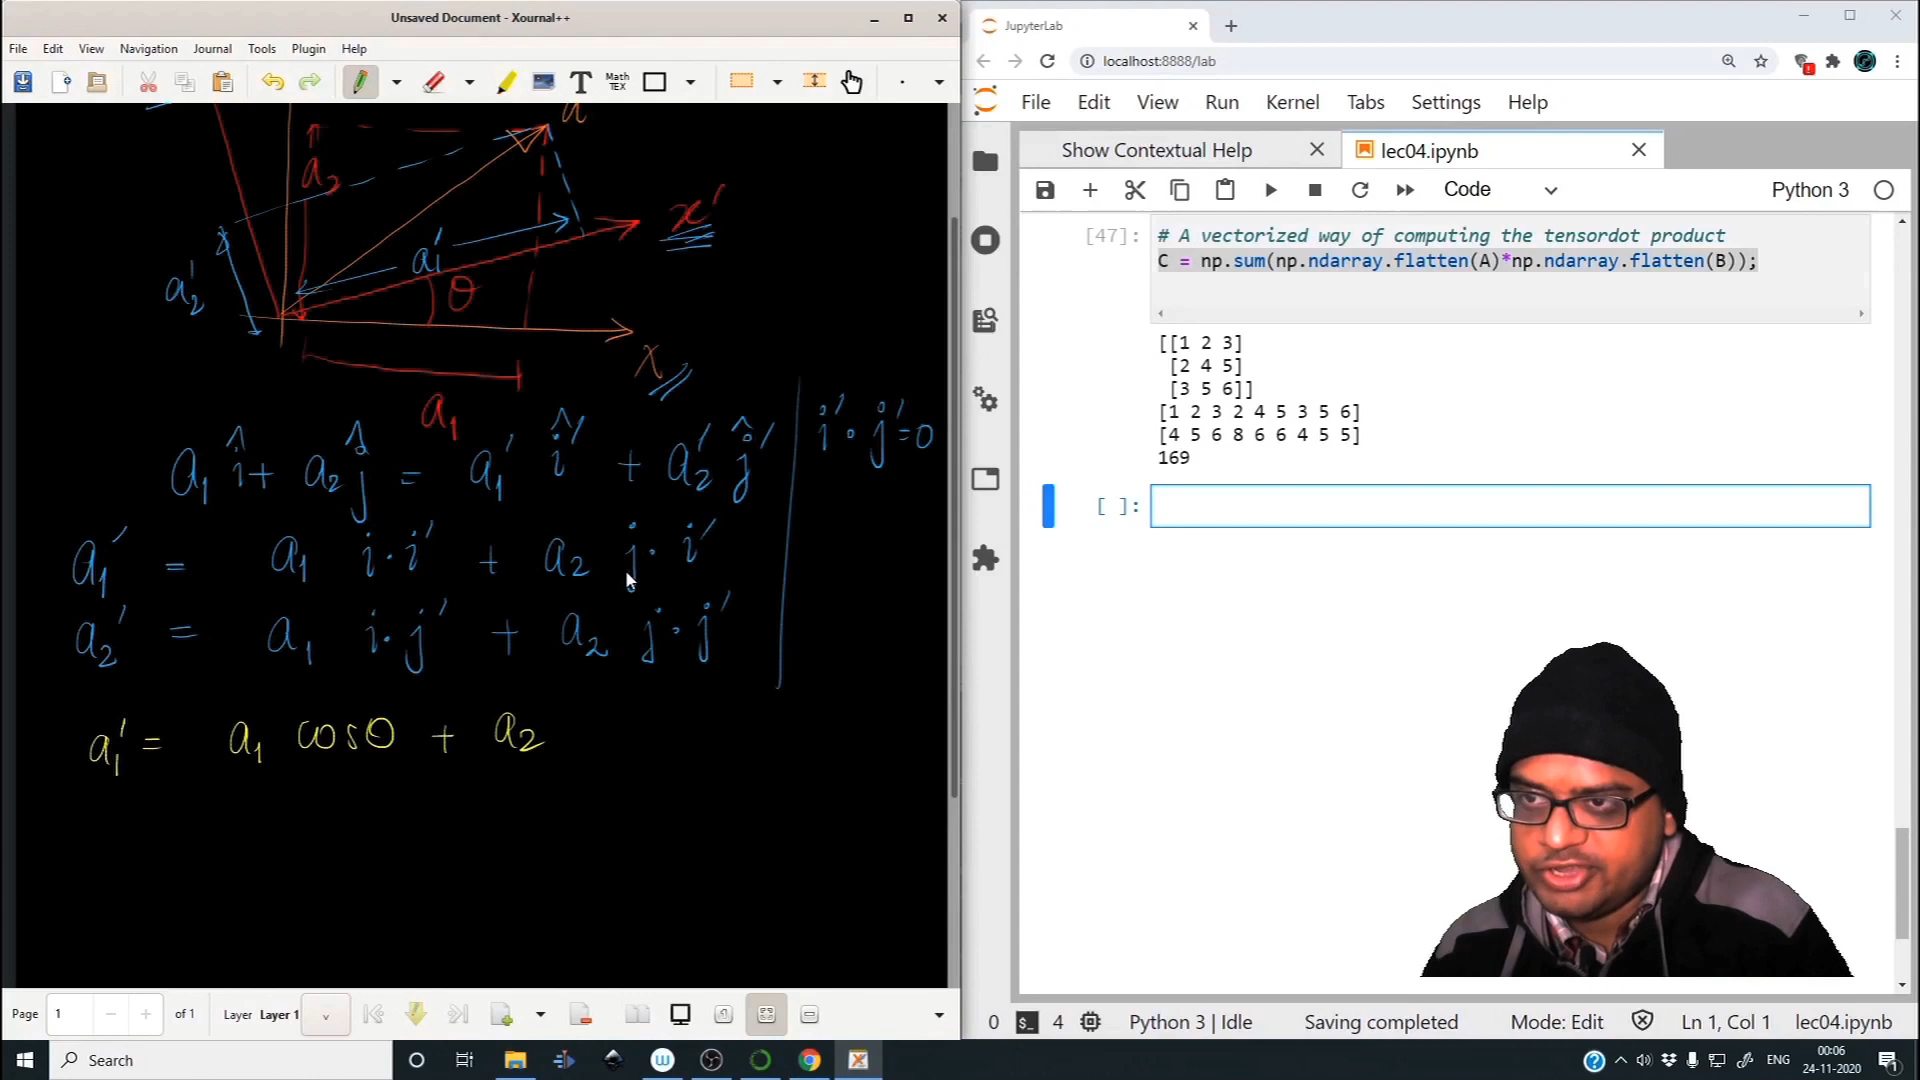 Unsaved Document - Xournal++
File Edit View Navigation Journal Tools Plugin Help
Math TEX
a
a2
x'
a1'
a2'
θ
x
a1
a1 î + a2 ĵ = a1' î' + a2' ĵ'
i' · j' = 0
a1' = a1 i · i' + a2 j · i'
a2' = a1 i · j' + a2 j · j'
a1' = a1 cosθ + a2
Page 1 of 1 Layer Layer 1
JupyterLab
localhost:8888/lab
File Edit View Run Kernel Tabs Settings Help
Show Contextual Help lec04.ipynb
Code Python 3
[47]: # A vectorized way of computing the tensordot product
C = np.sum(np.ndarray.flatten(A)*np.ndarray.flatten(B));
[[1 2 3]
[2 4 5]
[3 5 6]]
[1 2 3 2 4 5 3 5 6]
[4 5 6 8 6 6 4 5 5]
169
[ ]:
0 4 Python 3 | Idle Saving completed Mode: Edit Ln 1, Col 1 lec04.ipynb
Search
ENG
00:06
24-11-2020
1